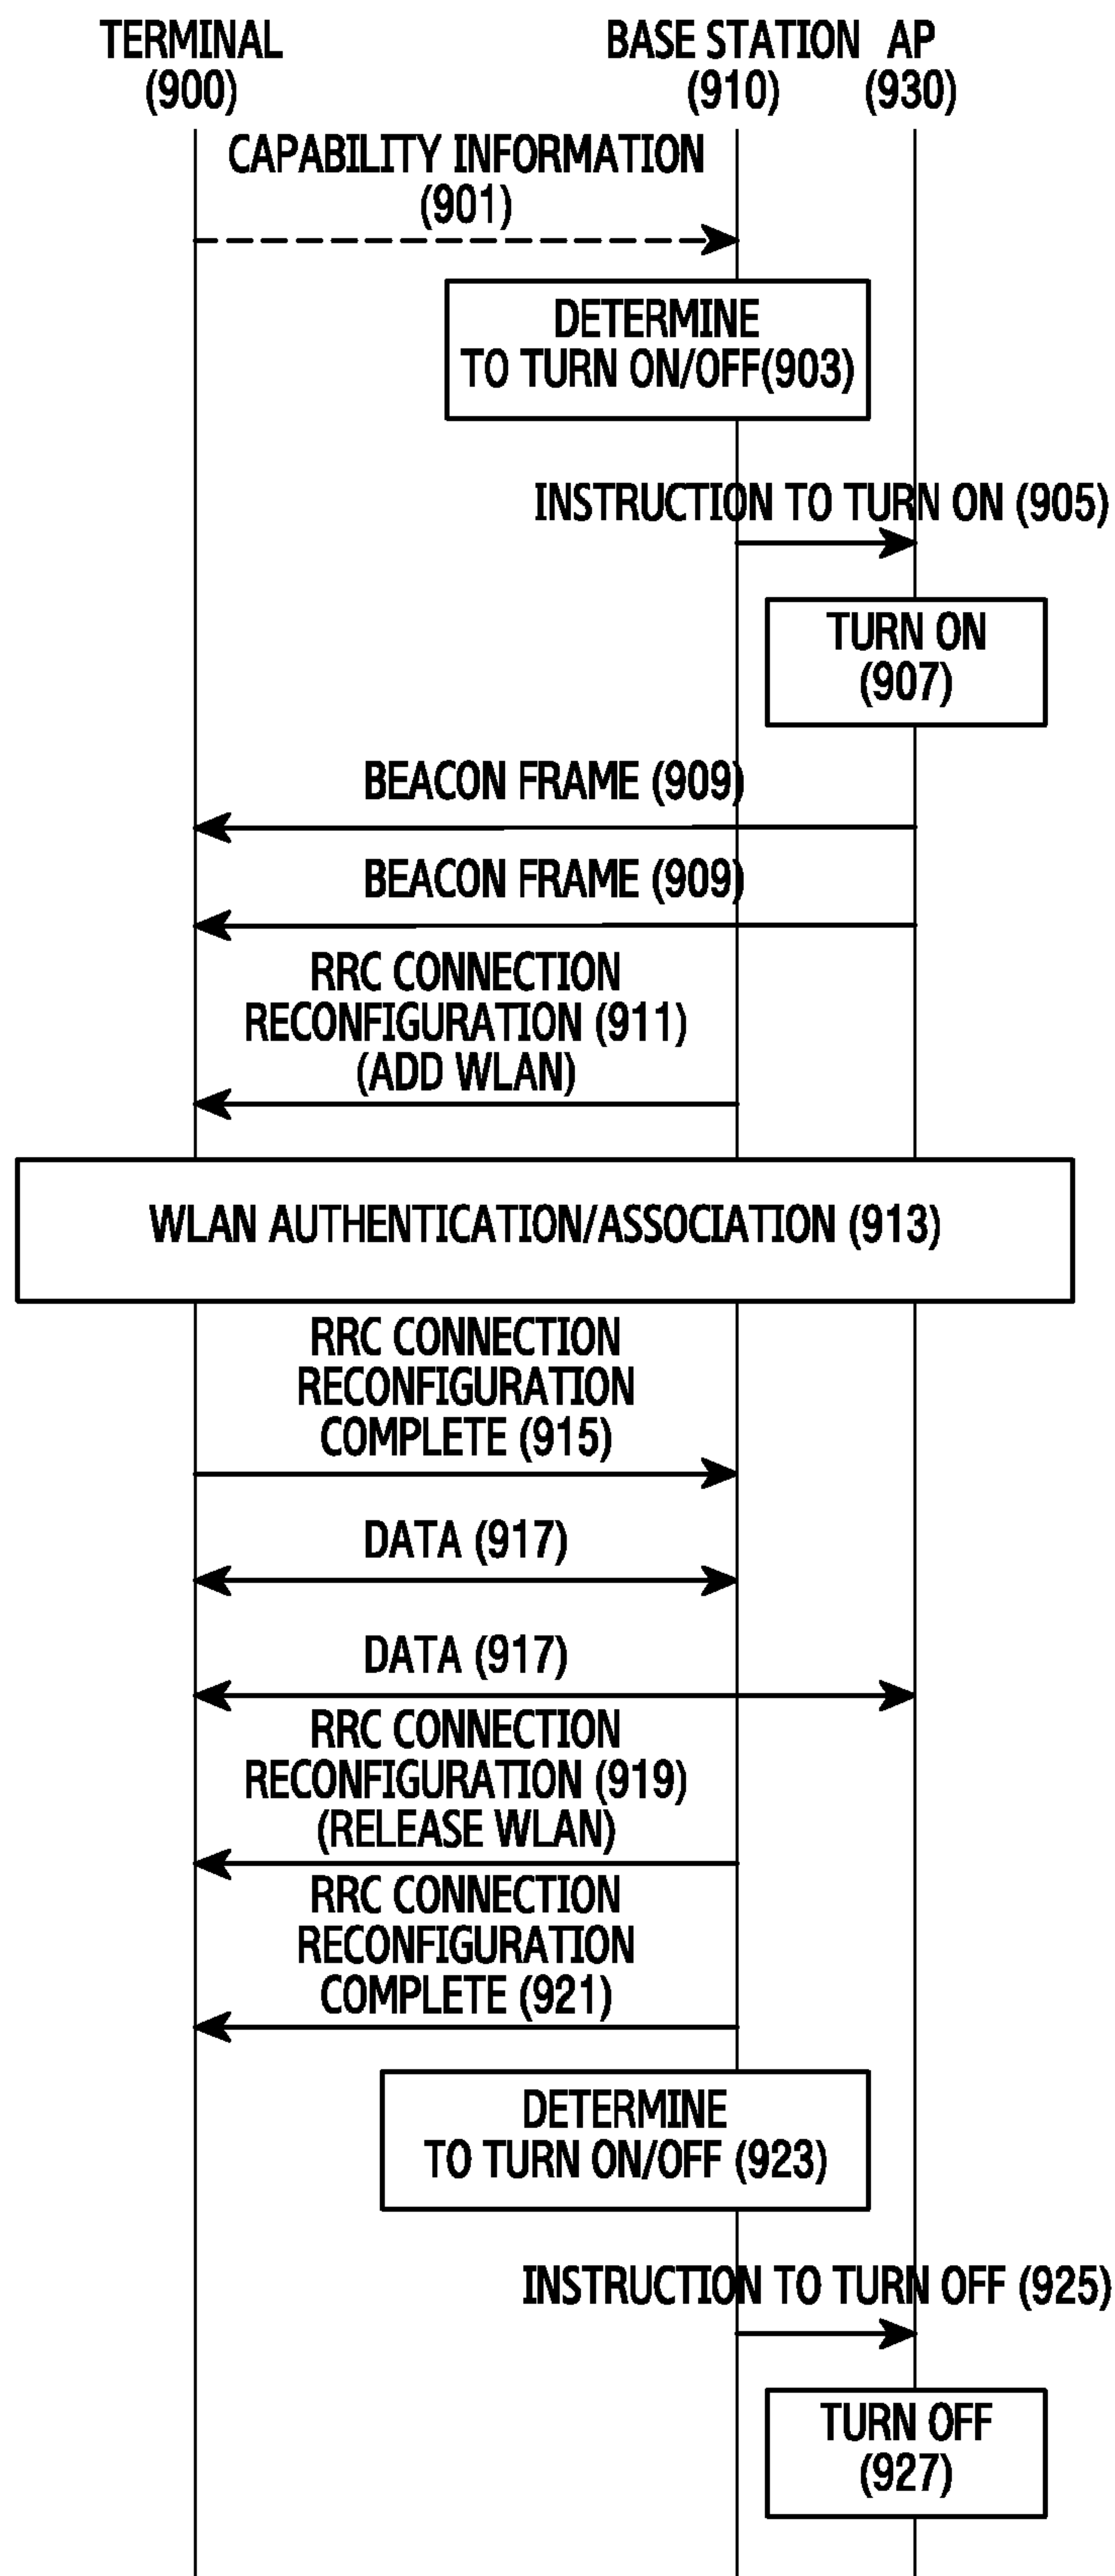 TERMINAL
(900)
BASE STATION
(910)
AP
(930)
CAPABILITY INFORMATION
(901)
DETERMINE
TO TURN ON/OFF(903)
INSTRUCTION TO TURN ON (905)
TURN ON
(907)
BEACON FRAME (909)
BEACON FRAME (909)
RRC CONNECTION
RECONFIGURATION (911)
(ADD WLAN)
WLAN AUTHENTICATION/ASSOCIATION (913)
RRC CONNECTION
RECONFIGURATION
COMPLETE (915)
DATA (917)
DATA (917)
RRC CONNECTION
RECONFIGURATION (919)
(RELEASE WLAN)
RRC CONNECTION
RECONFIGURATION
COMPLETE (921)
DETERMINE
TO TURN ON/OFF (923)
INSTRUCTION TO TURN OFF (925)
TURN OFF
(927)